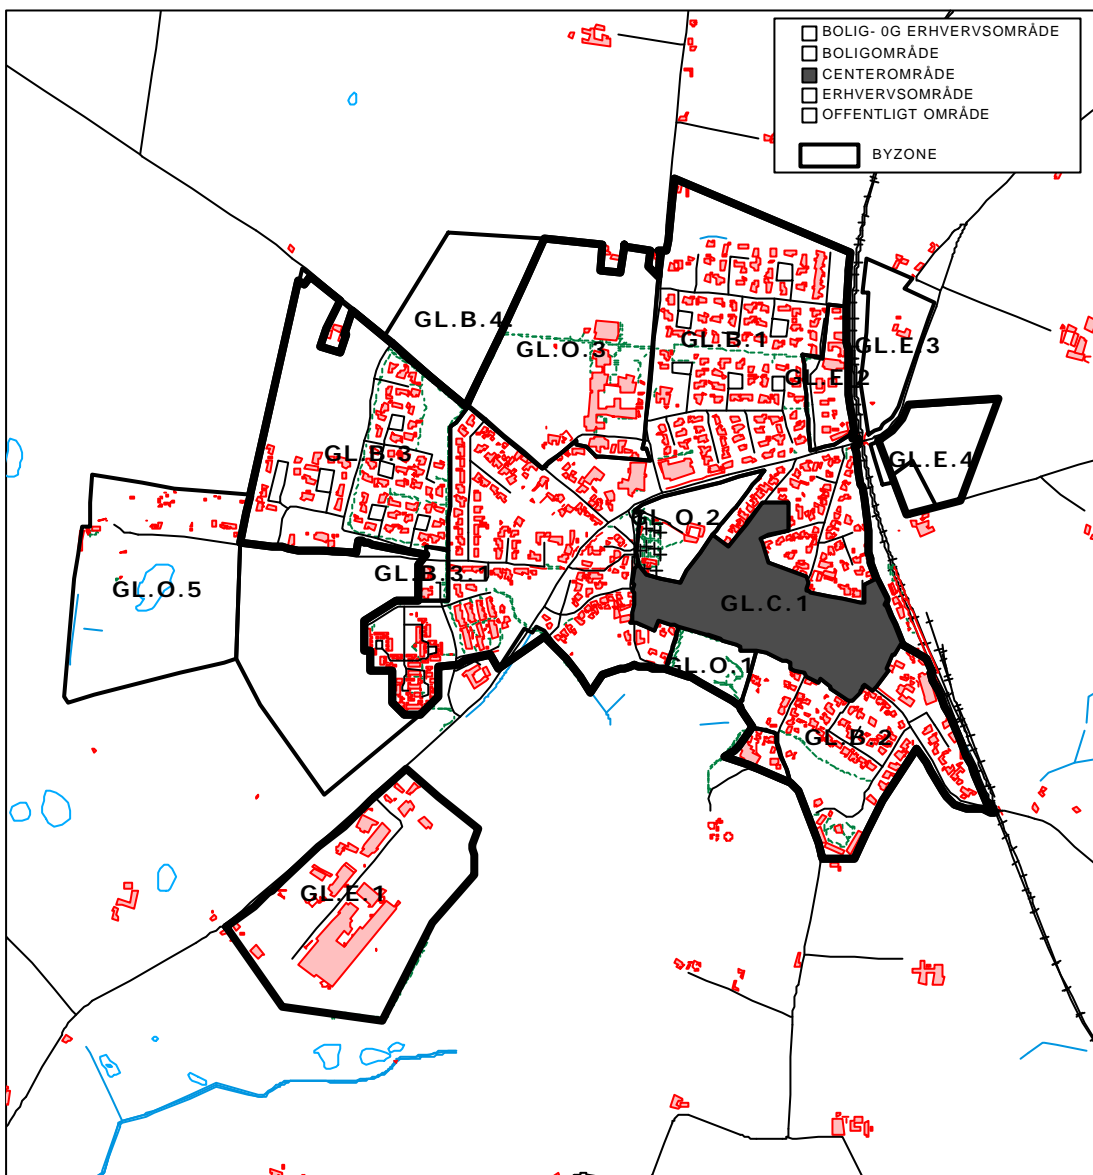 BOLIG- 0G ERHVERVSOMRÅDE
BOLIGOMRÅDE
CENTEROMRÅDE
ERHVERVSOMRÅDE
OFFENTLIGT OMRÅDE
BYZONE
GL.B.4.
GL.O.3
GL.B.1
GL.E.3
GL.E.2
GL.B.3
GL.E.4
GL.O.2
GL.B.3.1
GL.O.5
GL.C.1
GL.O.1
GL.B.2
GL.E.1